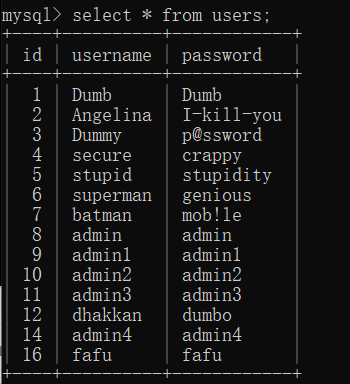 mysql> select * from users;
+----+----------+------------+
| id | username | password   |
+----+----------+------------+
|  1 | Dumb     | Dumb       |
|  2 | Angelina | I-kill-you |
|  3 | Dummy    | p@ssword   |
|  4 | secure   | crappy     |
|  5 | stupid   | stupidity  |
|  6 | superman | genious    |
|  7 | batman   | mob!le     |
|  8 | admin    | admin      |
|  9 | admin1   | admin1     |
| 10 | admin2   | admin2     |
| 11 | admin3   | admin3     |
| 12 | dhakkan  | dumbo      |
| 14 | admin4   | admin4     |
| 16 | fafu     | fafu       |
+----+----------+------------+